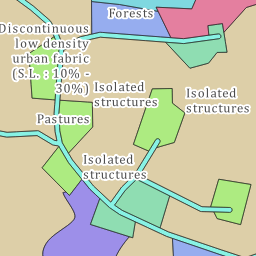 Forests
Discontinuous
low density
urban fabric
(S.L. : 10% -
30%)
Isolated
structures
Isolated
structures
Pastures
Isolated
structures